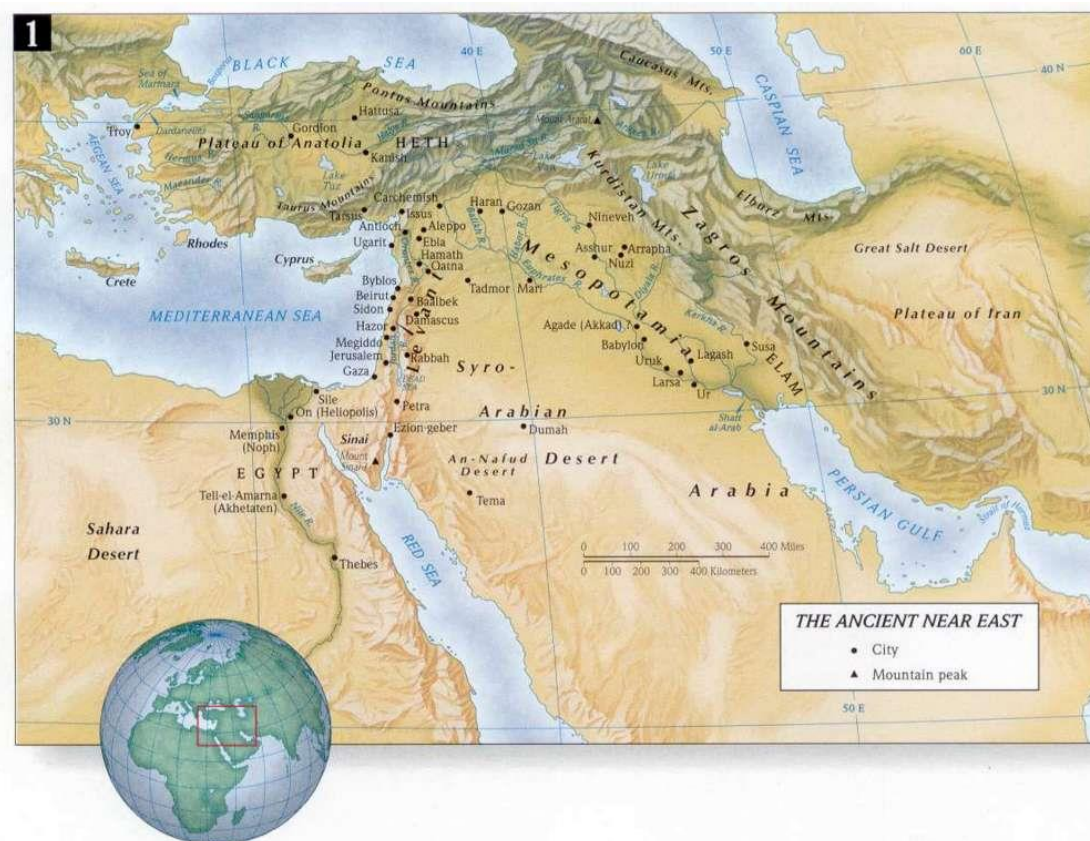 1
40 E
50 E
60 E
40 N
BLACK SEA
Caucasus Mts.
CASPIAN SEA
Sea of Marmara
Bosporus
Pontus Mountains
Hattusa
Troy
Dardanelles
Gordion
Mount Ararat
AEGEAN SEA
Plateau of Anatolia
HETH
Halys R.
Hermus R.
Kanish
Lake Van
Lake Urmia
Maeander R.
Lake Tuz
Kurdistan Mts.
Elburz Mts.
Taurus Mountains
Carchemish
Haran
Gozan
Tarsus
Issus
Tigris R.
Nineveh
Zagros Mountains
Antioch
Aleppo
Balikh R.
Habor R.
Rhodes
Ugarit
Ebla
Asshur
Arrapha
Great Salt Desert
Cyprus
Hamath
Nuzi
Crete
Qatna
Euphrates R.
Mesopotamia
Diyala R.
Byblos
Tadmor
Mari
Beirut
Baalbek
Kerkha R.
Plateau of Iran
MEDITERRANEAN SEA
Sidon
Damascus
Agade (Akkad) ?
Hazor
Levant
Babylon
Susa
Megiddo
Lagash
Jerusalem
Rabbah
Uruk
ELAM
Gaza
DEAD SEA
Syro-
Larsa
Ur
Sile
Petra
30 N
On (Heliopolis)
Arabian
Shatt al-Arab
30 N
Memphis
(Noph)
Sinai
Ezion-geber
Dumah
Mount Sinai
An-Nafud
Desert
Desert
EGYPT
Tell-el-Amarna
(Akhetaten)
Nile R.
Tema
Arabia
PERSIAN GULF
Strait of Hormuz
Sahara
Desert
RED SEA
0 100 200 300 400 Miles
0 100 200 300 400 Kilometers
Thebes
THE ANCIENT NEAR EAST
City
Mountain peak
50 E